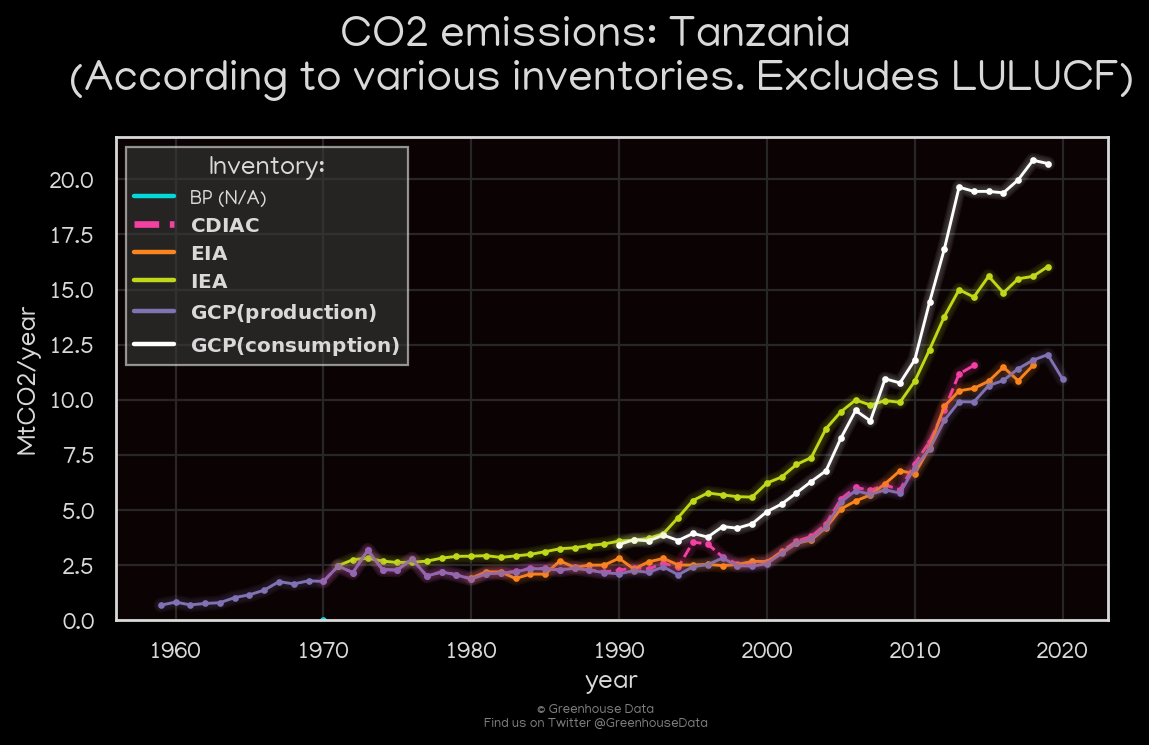 CO2 emissions: Tanzania
(According to various inventories. Excludes LULUCF)
Inventory:
BP (N/A)
CDIAC
EIA
IEA
GCP(production)
GCP(consumption)
MtCO2/year
20.0
17.5
15.0
12.5
10.0
7.5
5.0
2.5
0.0
1960 1970 1980 1990 2000 2010 2020
year
© Greenhouse Data
Find us on Twitter @GreenhouseData